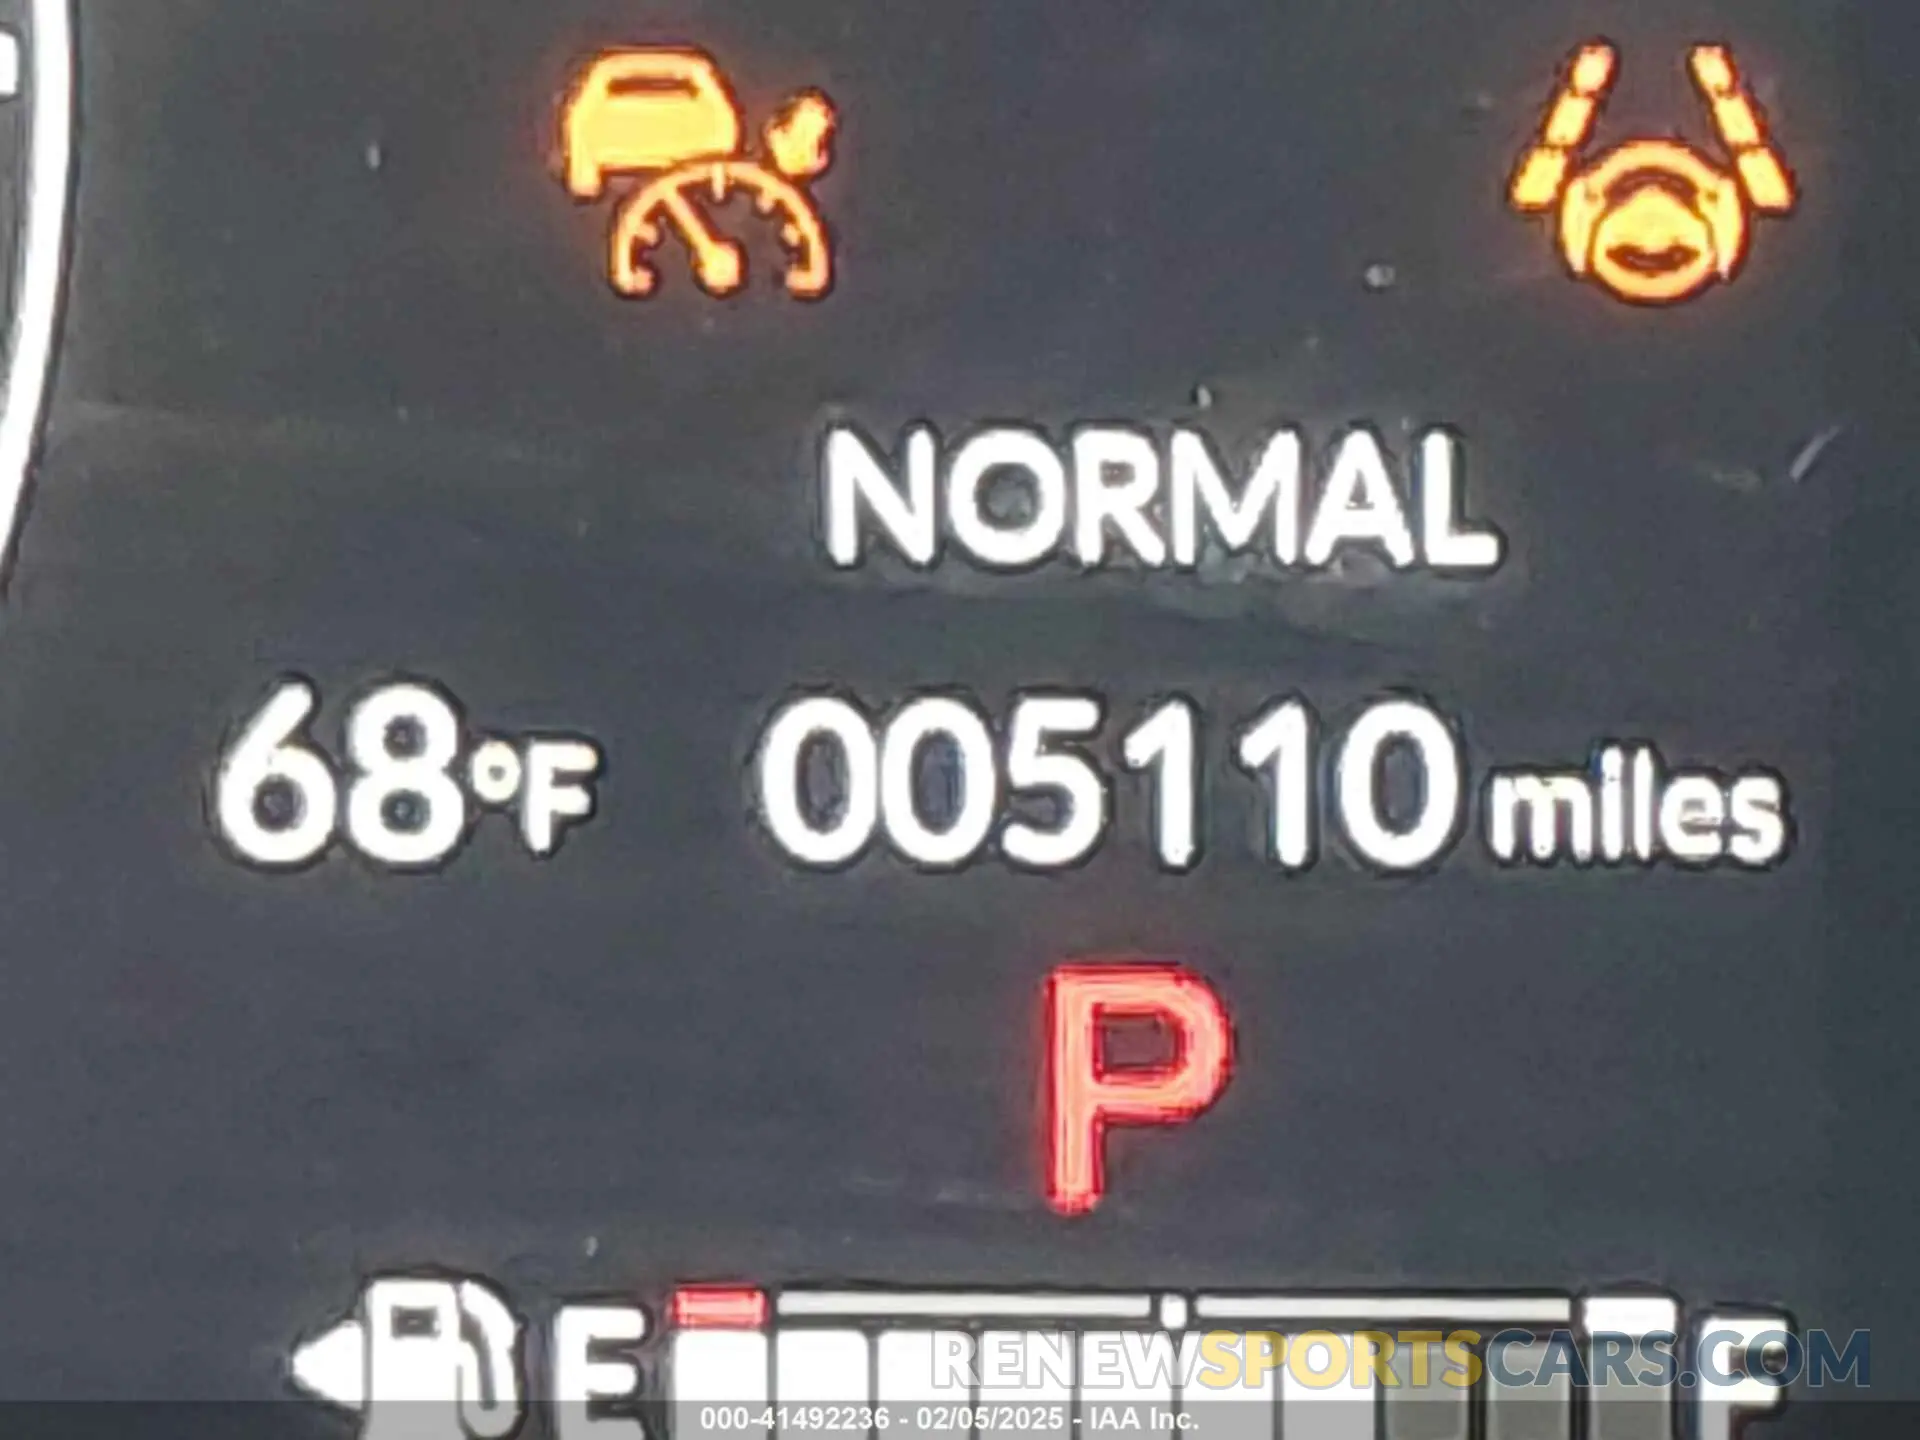 NORMAL
68°F 005110 miles
P
E F
RENEWSPORTSCARS.COM
000-41492236 - 02/05/2025 - IAA Inc.